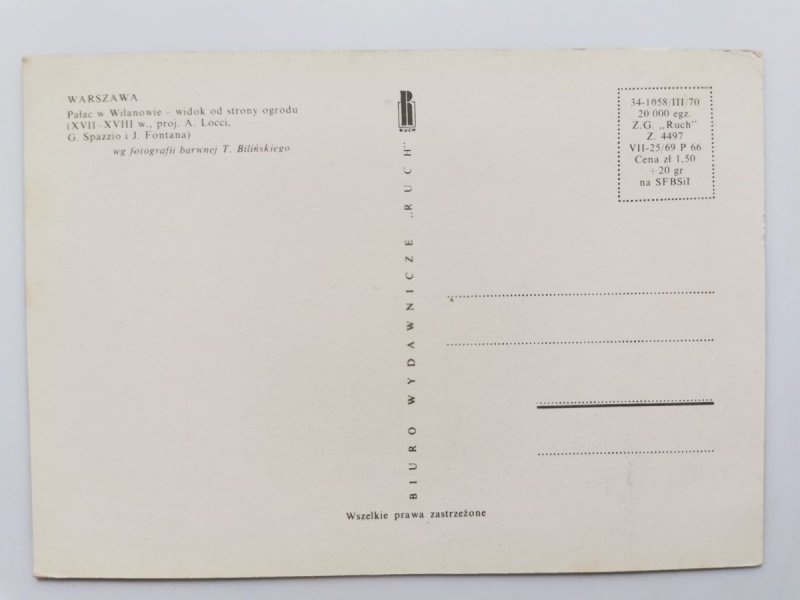 WARSZAWA
Pałac w Wilanowie – widok od strony ogrodu
(XVII–XVIII w., proj. A. Locci,
G. Spazzio i J. Fontana)
wg fotografii barwnej T. Bilińskiego
R
RUCH
BIURO WYDAWNICZE „RUCH"
34-1058/III/70
20 000 egz.
Z.G. „Ruch"
Z. 4497
VII-25/69 P 66
Cena zł 1,50
+20 gr
na SFBSiI
Wszelkie prawa zastrzeżone